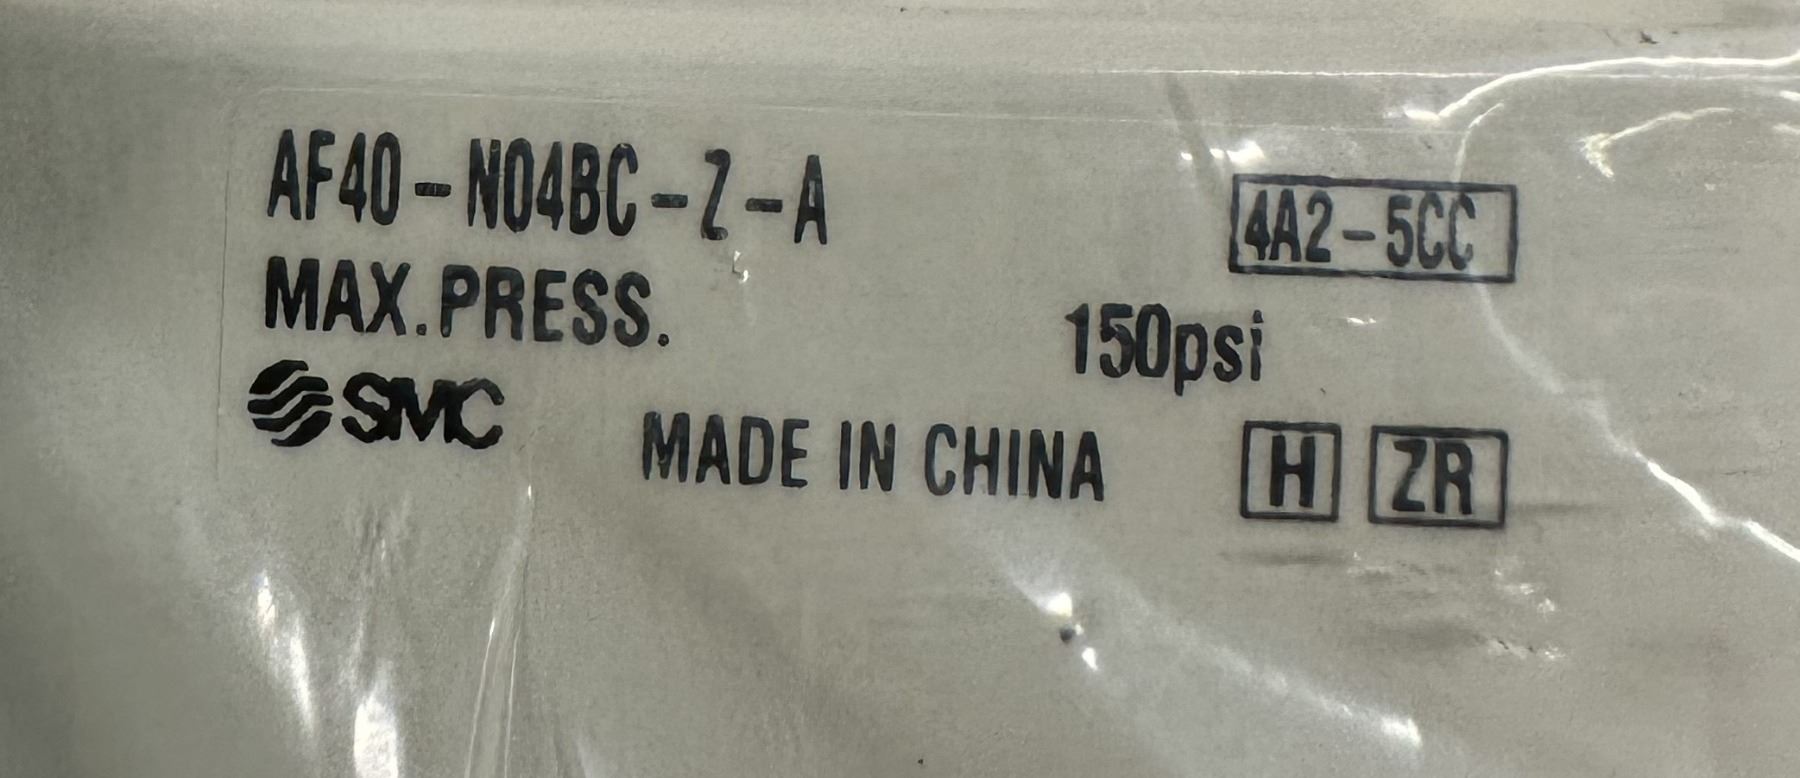 AF40-N04BC-Z-A
4A2-5CC
MAX.PRESS. 150psi
SMC
MADE IN CHINA H ZR